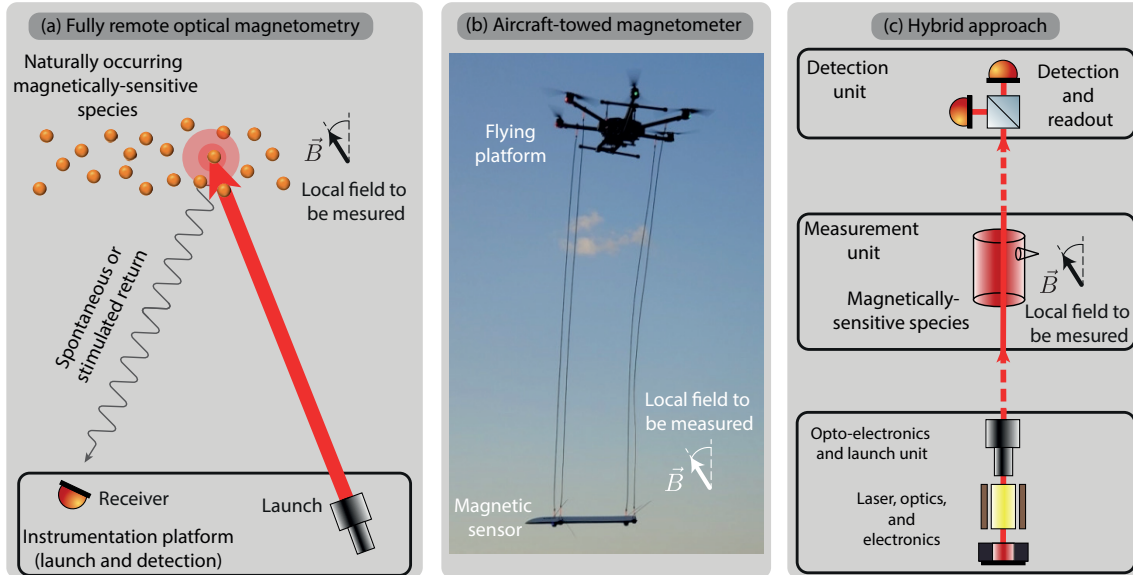 (a) Fully remote optical magnetometry
Naturally occurring
magnetically-sensitive
species
B
Local field to
be mesured
Spontaneous or
stimulated return
Receiver
Launch
Instrumentation platform
(launch and detection)
(b) Aircraft-towed magnetometer
Flying
platform
Local field to
be measured
B
Magnetic
sensor
(c) Hybrid approach
Detection
unit
Detection
and
readout
Measurement
unit
B
Magnetically-
sensitive species
Local field to
be mesured
Opto-electronics
and launch unit
Laser, optics,
and
electronics